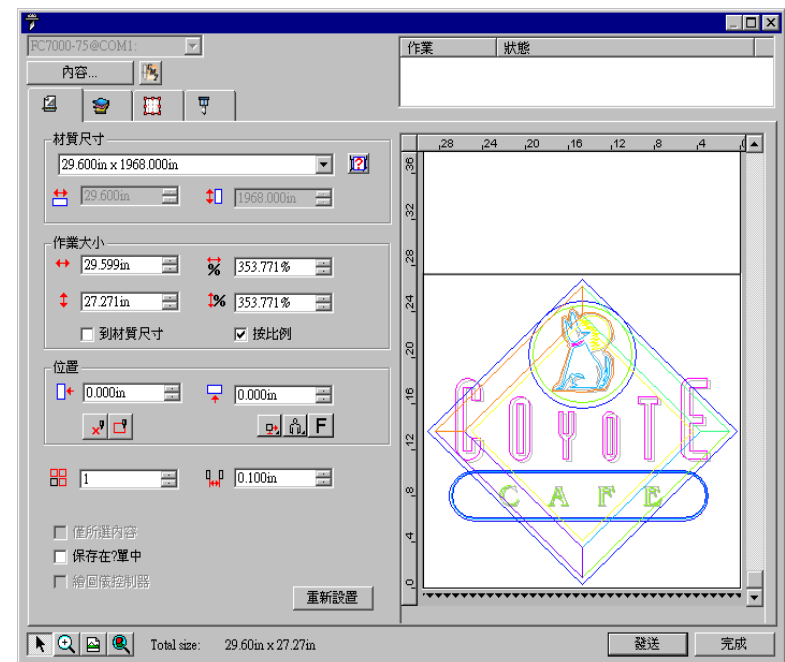 FC7000-75@COM1:
作業 狀態
內容...
材質尺寸
29.600in x 1968.000in
29.600in 1968.000in
作業大小
29.599in % 353.771%
27.271in % 353.771%
到材質尺寸 按比例
位置
0.000in 0.000in
F
1 0.100in
僅所選內容
保存在?單中
繪圖依控制器
重新設置
28 24 20 16 12 8 4 0
36
32
28
24
20
16
12
8
4
0
COYOTE
CAFE
Total size: 29.60in x 27.27in
發送 完成